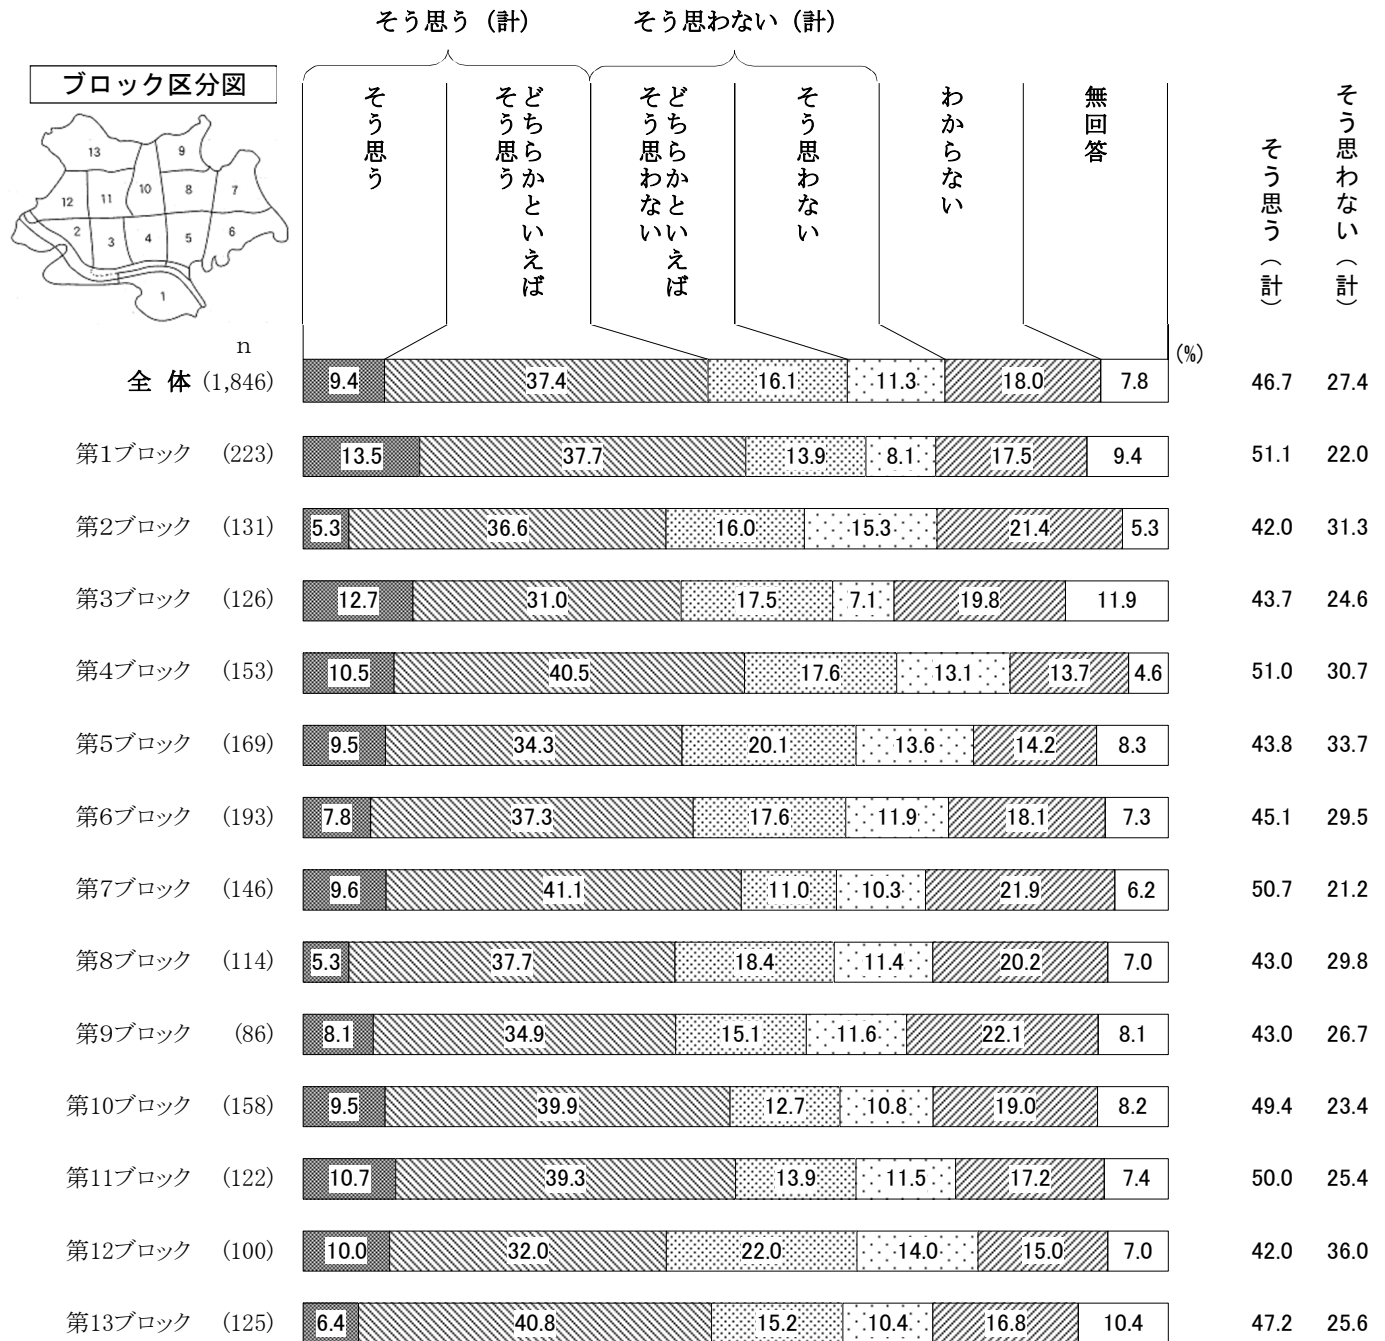 そう思う（計）
そう思わない（計）
ブロック区分図
13
9
12
11
10
8
7
2
3
4
5
6
1
そう思う
どちらかといえば
そう思う
どちらかといえば
そう思わない
そう思わない
わからない
無回答
そう思う（計）
そう思わない（計）
n
(%)
全 体 (1,846) 9.4 37.4 16.1 11.3 18.0 7.8 46.7 27.4
第1ブロック (223) 13.5 37.7 13.9 8.1 17.5 9.4 51.1 22.0
第2ブロック (131) 5.3 36.6 16.0 15.3 21.4 5.3 42.0 31.3
第3ブロック (126) 12.7 31.0 17.5 7.1 19.8 11.9 43.7 24.6
第4ブロック (153) 10.5 40.5 17.6 13.1 13.7 4.6 51.0 30.7
第5ブロック (169) 9.5 34.3 20.1 13.6 14.2 8.3 43.8 33.7
第6ブロック (193) 7.8 37.3 17.6 11.9 18.1 7.3 45.1 29.5
第7ブロック (146) 9.6 41.1 11.0 10.3 21.9 6.2 50.7 21.2
第8ブロック (114) 5.3 37.7 18.4 11.4 20.2 7.0 43.0 29.8
第9ブロック (86) 8.1 34.9 15.1 11.6 22.1 8.1 43.0 26.7
第10ブロック (158) 9.5 39.9 12.7 10.8 19.0 8.2 49.4 23.4
第11ブロック (122) 10.7 39.3 13.9 11.5 17.2 7.4 50.0 25.4
第12ブロック (100) 10.0 32.0 22.0 14.0 15.0 7.0 42.0 36.0
第13ブロック (125) 6.4 40.8 15.2 10.4 16.8 10.4 47.2 25.6